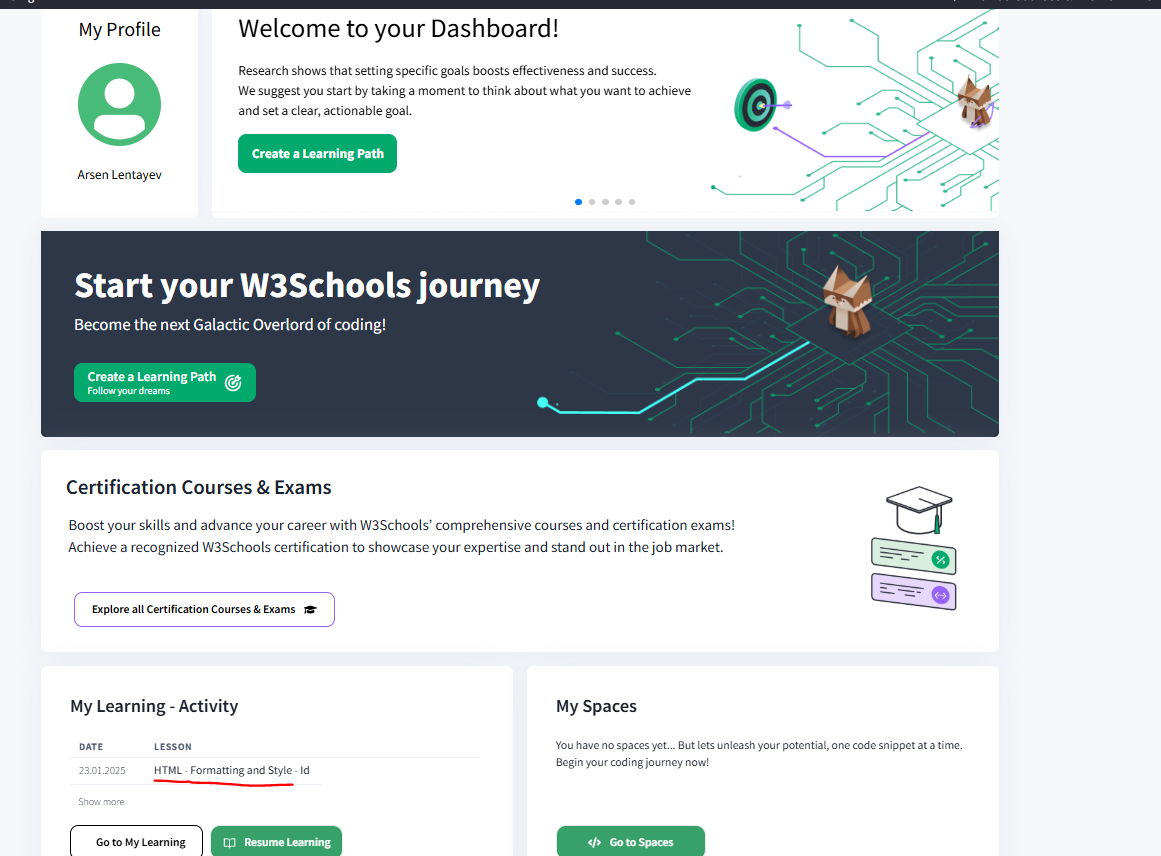 My Profile
Arsen Lentayev
Welcome to your Dashboard!
Research shows that setting specific goals boosts effectiveness and success.
We suggest you start by taking a moment to think about what you want to achieve
and set a clear, actionable goal.
Create a Learning Path
Start your W3Schools journey
Become the next Galactic Overlord of coding!
Create a Learning Path
Follow your dreams
Certification Courses & Exams
Boost your skills and advance your career with W3Schools’ comprehensive courses and certification exams!
Achieve a recognized W3Schools certification to showcase your expertise and stand out in the job market.
Explore all Certification Courses & Exams
My Learning - Activity
DATE LESSON
23.01.2025 HTML - Formatting and Style - Id
Show more
Go to My Learning
Resume Learning
My Spaces
You have no spaces yet... But lets unleash your potential, one code snippet at a time.
Begin your coding journey now!
Go to Spaces